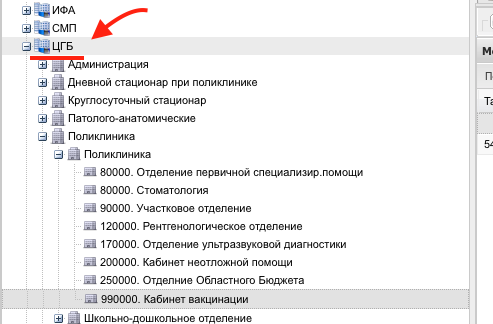 ИФА
СМП
ЦГБ
Администрация
Дневной стационар при поликлинике
Круглосуточный стационар
Патолого-анатомические
Поликлиника
Поликлиника
80000. Отделение первичной специализир.помощи
80000. Стоматология
90000. Участковое отделение
120000. Рентгенологическое отделение
170000. Отделение ультразвуковой диагностики
200000. Кабинет неотложной помощи
250000. Отделние Областного Бюджета
990000. Кабинет вакцинации
Школьно-дошкольное отделение
54